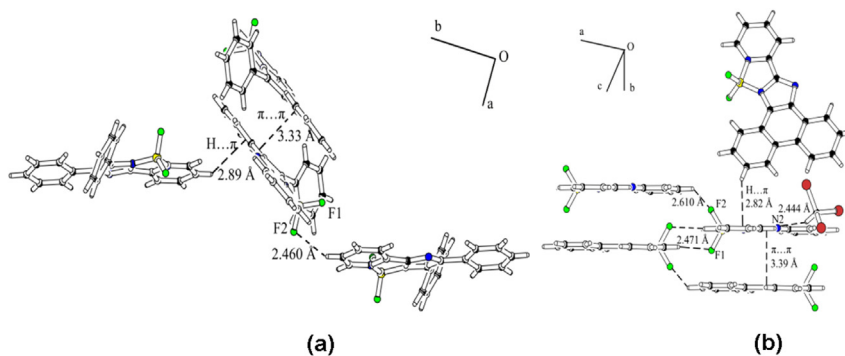 b
O
a
π...π
3.33 Å
H...π
2.89 Å
F1
F2
2.460 Å
(a)
a
O
c
b
H...π
2.82 Å
2.610 Å
F2
2.444 Å
N2
2.471 Å
F1
π...π
3.39 Å
(b)